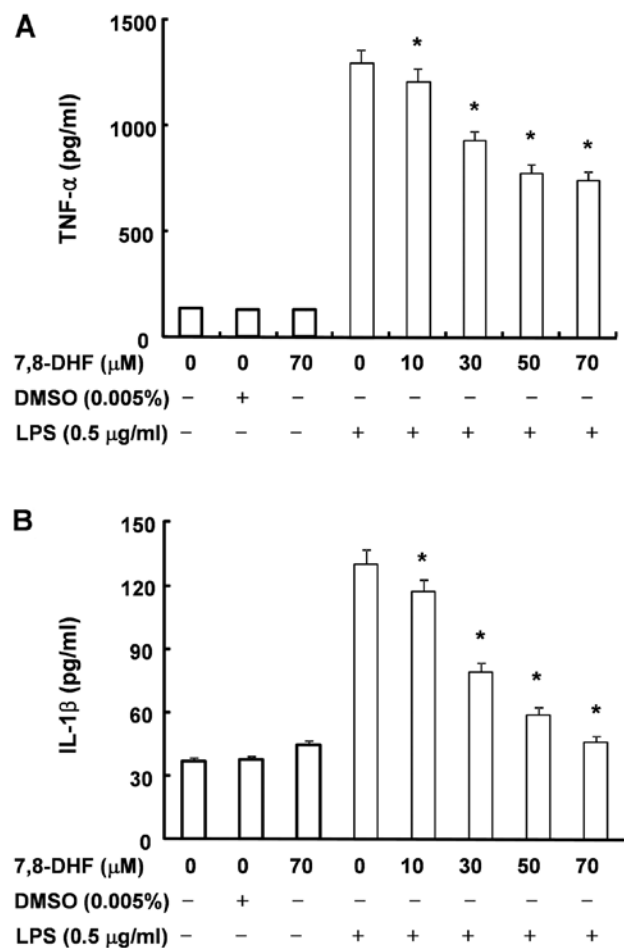 A
TNF-α (pg/ml)
1500
1000
500
0
* * * *
7,8-DHF (μM) 0 0 70 0 10 30 50 70
DMSO (0.005%) – + – – – – – –
LPS (0.5 μg/ml) – – – + + + + +
B
IL-1β (pg/ml)
150
120
90
60
30
0
* * * *
7,8-DHF (μM) 0 0 70 0 10 30 50 70
DMSO (0.005%) – + – – – – – –
LPS (0.5 μg/ml) – – – + + + + +